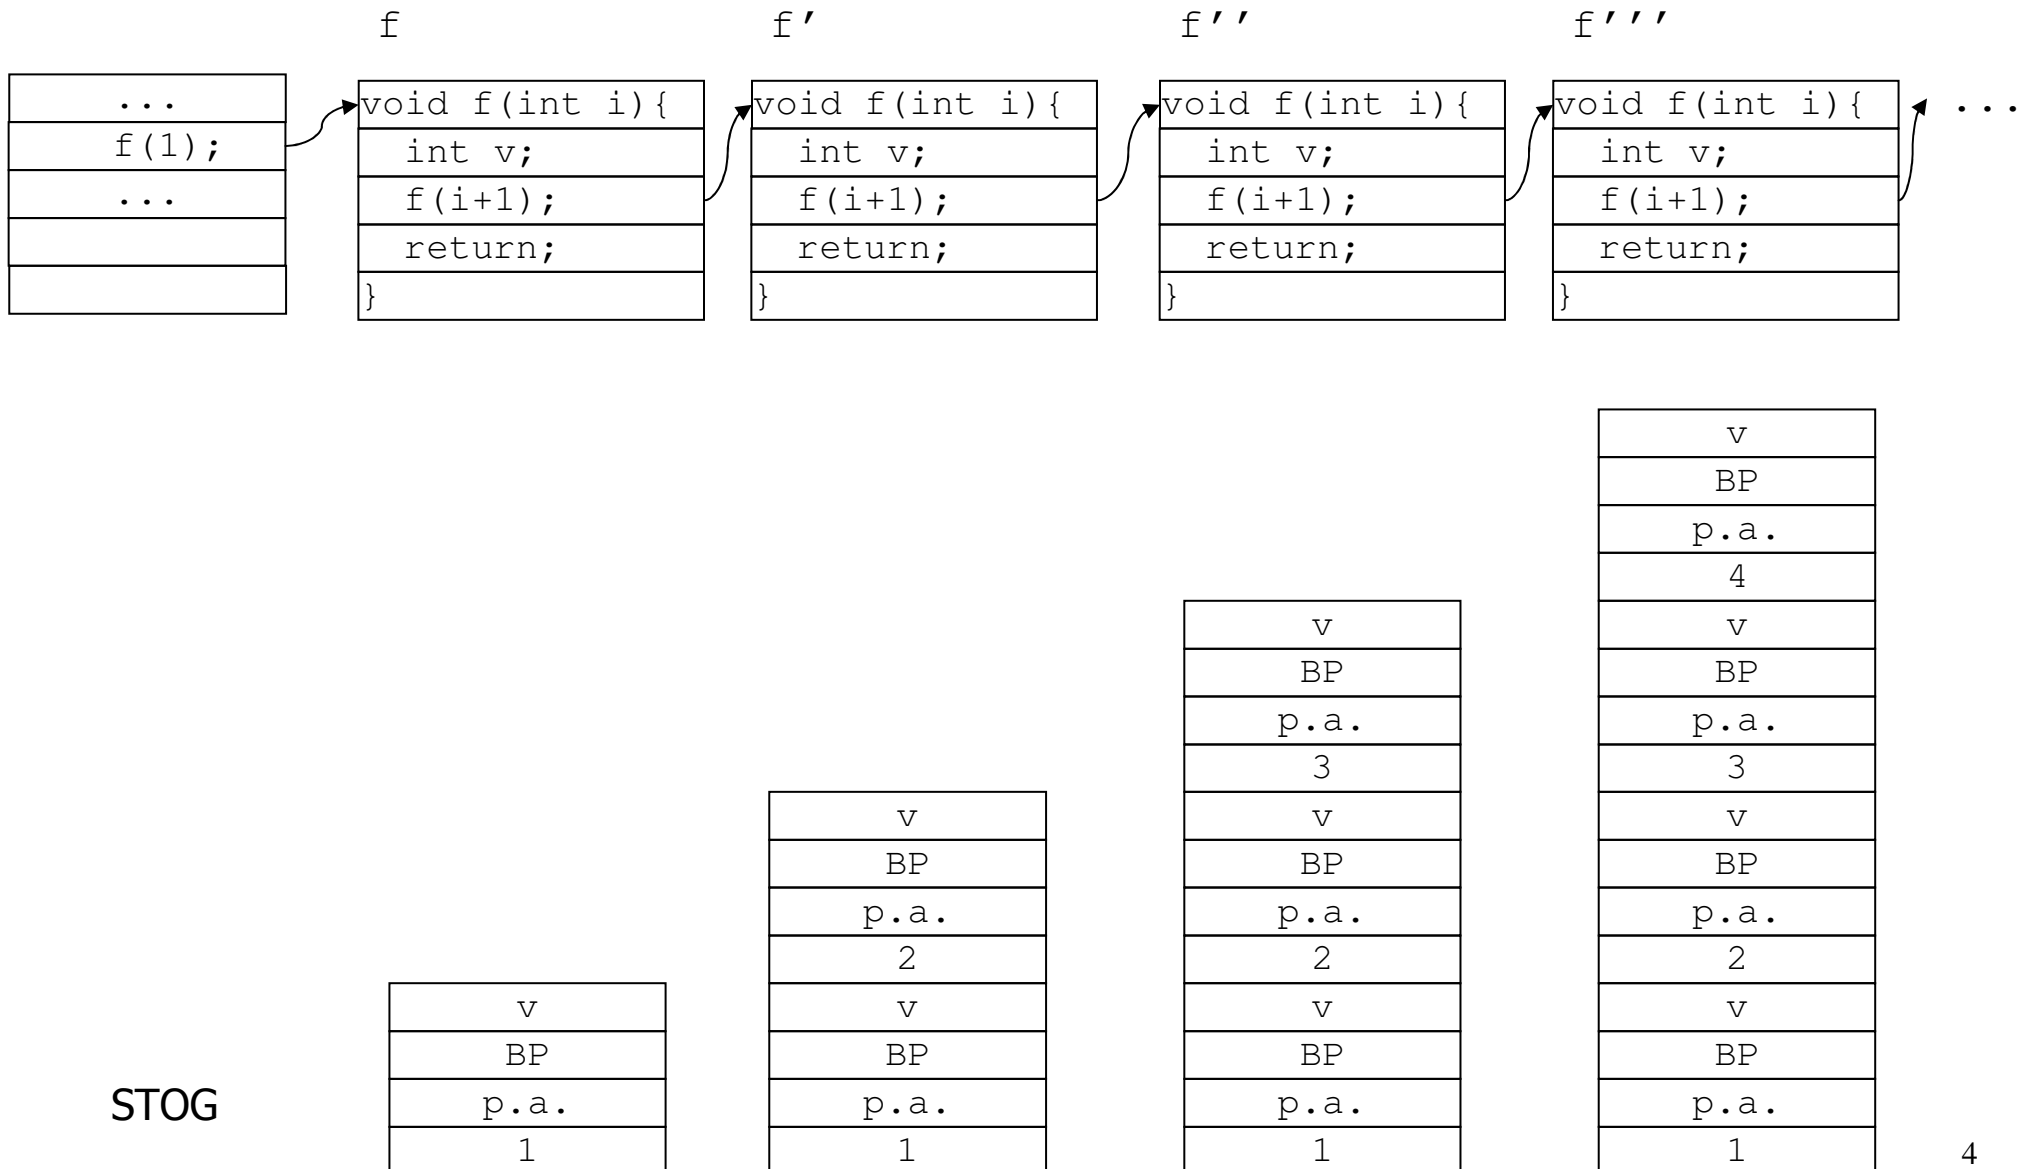 f
f'
f''
f'''
...
f(1);
...
void f(int i){
int v;
f(i+1);
return;
}
void f(int i){
int v;
f(i+1);
return;
}
void f(int i){
int v;
f(i+1);
return;
}
void f(int i){
int v;
f(i+1);
return;
}
...
STOG
v
BP
p.a.
1
v
BP
p.a.
2
v
BP
p.a.
1
v
BP
p.a.
3
v
BP
p.a.
2
v
BP
p.a.
1
v
BP
p.a.
4
v
BP
p.a.
3
v
BP
p.a.
2
v
BP
p.a.
1
4